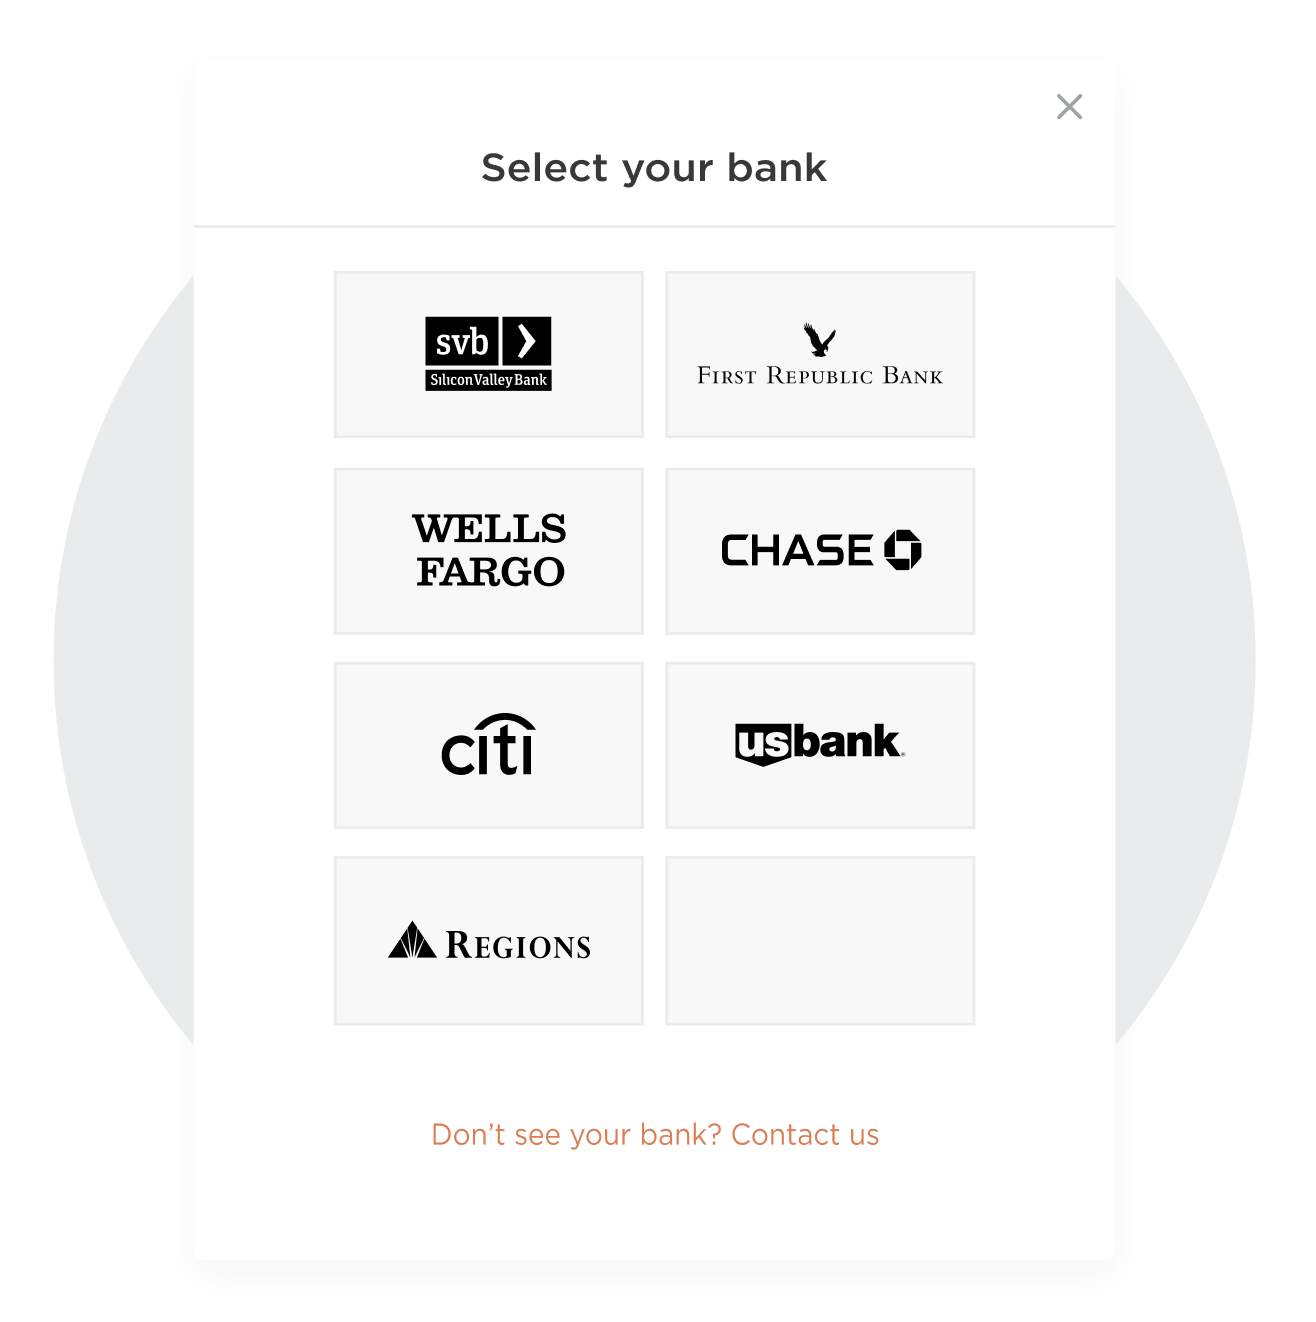 Select your bank
svb
Silicon Valley Bank
FIRST REPUBLIC BANK
WELLS
FARGO
CHASE
citi
usbank®
REGIONS
Don’t see your bank? Contact us